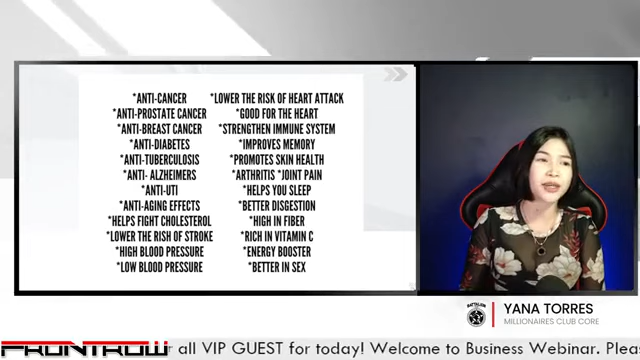 *ANTI-CANCER
*ANTI-PROSTATE CANCER
*ANTI-BREAST CANCER
*ANTI-DIABETES
*ANTI-TUBERCULOSIS
*ANTI- ALZHEIMERS
*ANTI-UTI
*ANTI-AGING EFFECTS
*HELPS FIGHT CHOLESTEROL
*LOWER THE RISH OF STROKE
*HIGH BLOOD PRESSURE
*LOW BLOOD PRESSURE
*LOWER THE RISK OF HEART ATTACK
*GOOD FOR THE HEART
*STRENGTHEN IMMUNE SYSTEM
*IMPROVES MEMORY
*PROMOTES SKIN HEALTH
*ARTHRITIS *JOINT PAIN
*HELPS YOU SLEEP
*BETTER DISGESTION
*HIGH IN FIBER
*RICH IN VITAMIN C
*ENERGY BOOSTER
*BETTER IN SEX
BATTALION
YANA TORRES
MILLIONAIRES CLUB CORE
FRONTROW
r all VIP GUEST for today! Welcome to Business Webinar. Pleas